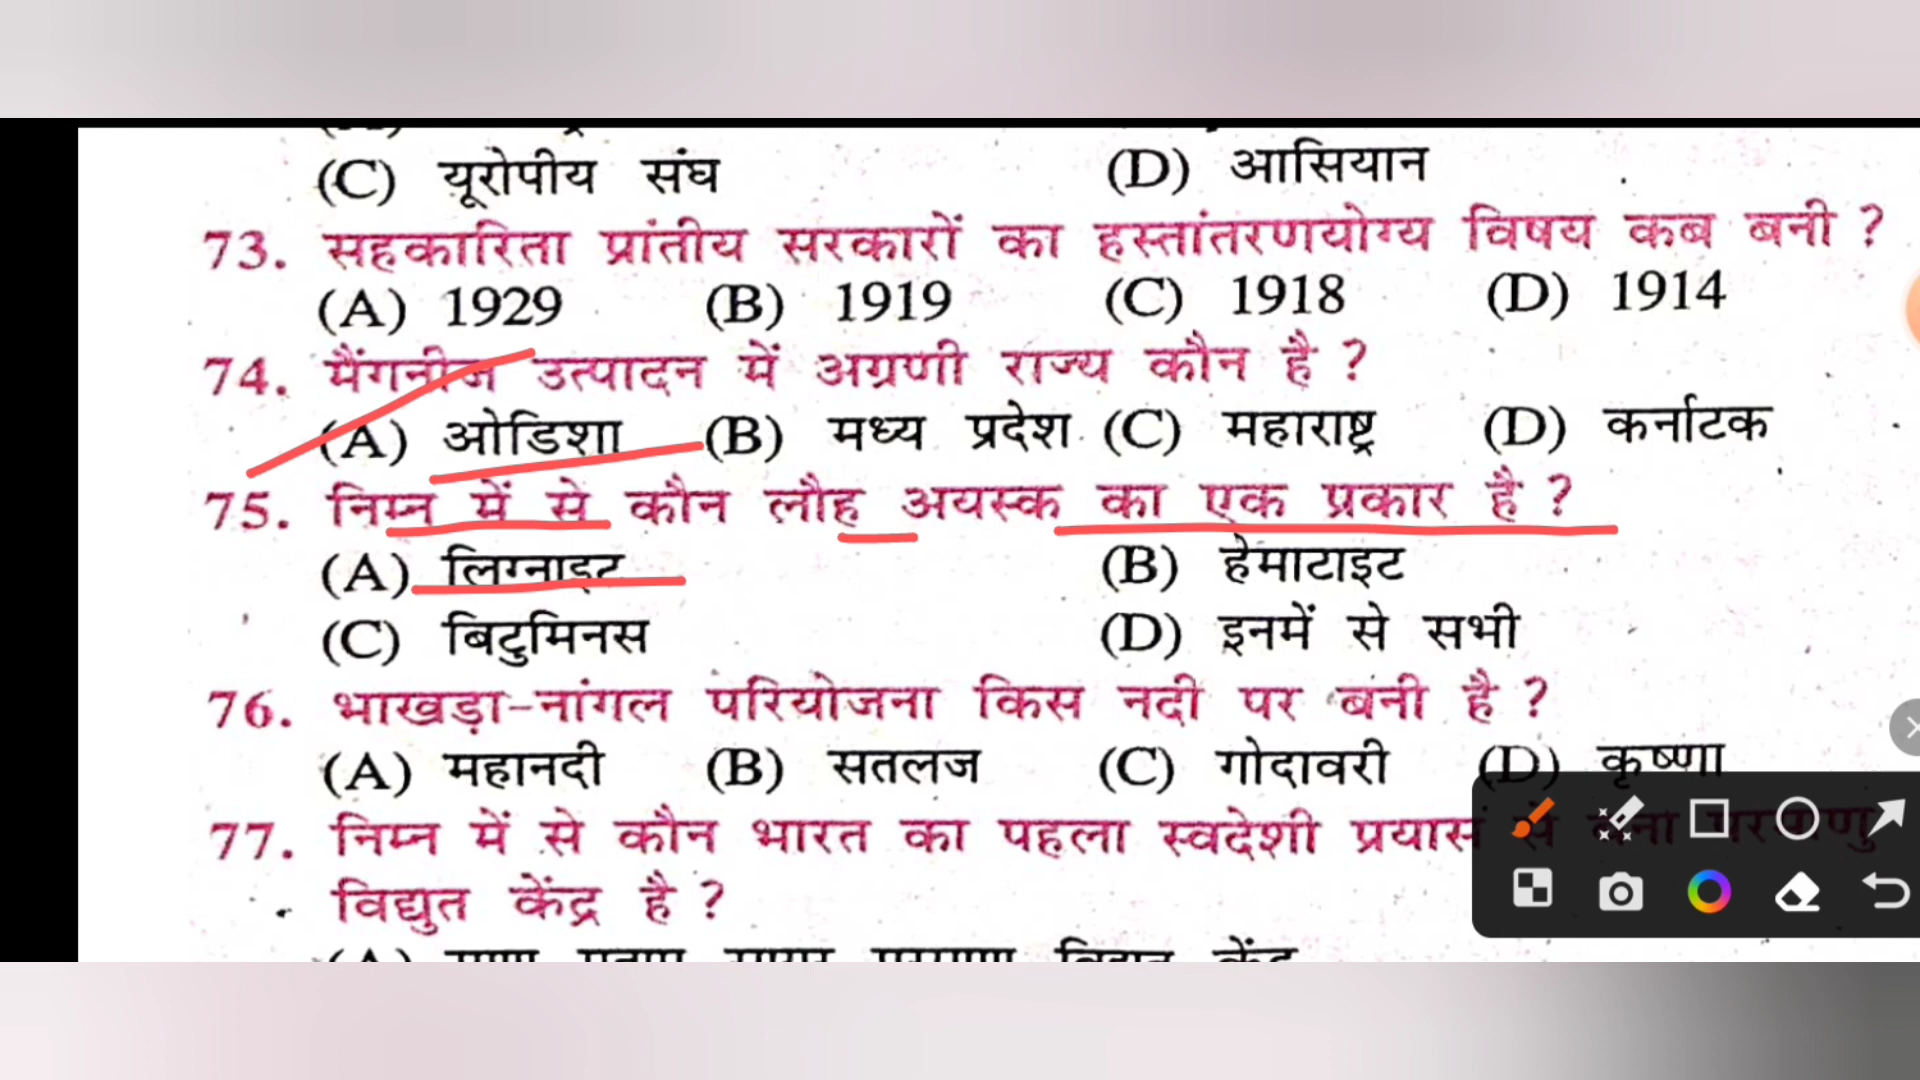 (C) यूरोपीय संघ (D) आसियान
73. सहकारिता प्रांतीय सरकारों का हस्तांतरणयोग्य विषय कब बनी ?
(A) 1929 (B) 1919 (C) 1918 (D) 1914
74. मैंगनीज उत्पादन में अग्रणी राज्य कौन है ?
(A) ओडिशा (B) मध्य प्रदेश (C) महाराष्ट्र (D) कर्नाटक
75. निम्न में से कौन लौह अयस्क का एक प्रकार है ?
(A) लिग्नाइट (B) हेमाटाइट
(C) बिटुमिनस (D) इनमें से सभी
76. भाखड़ा-नांगल परियोजना किस नदी पर बनी है ?
(A) महानदी (B) सतलज (C) गोदावरी (D) कृष्णा
77. निम्न में से कौन भारत का पहला स्वदेशी प्रयास से बना परमाणु
विद्युत केंद्र है ?